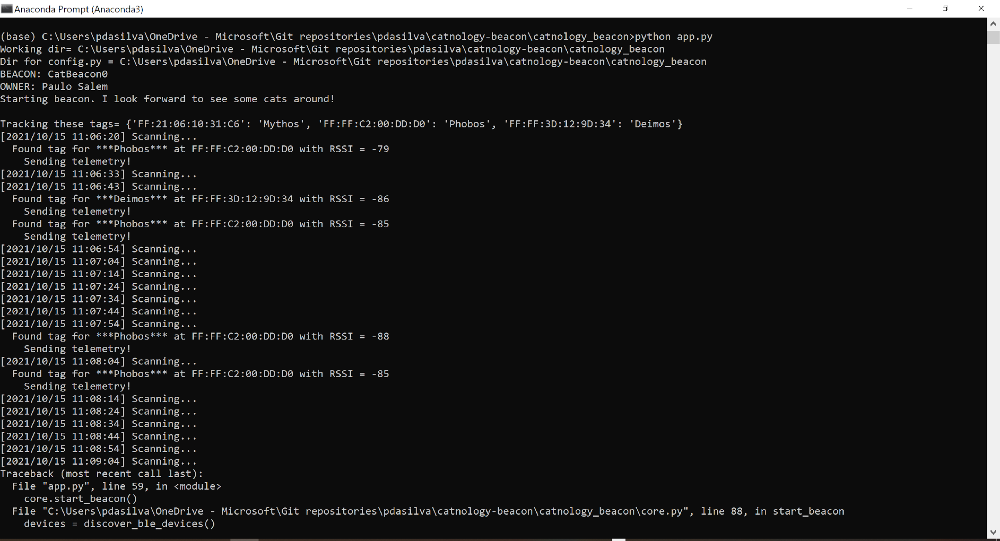 Anaconda Prompt (Anaconda3)
(base) C:\Users\pdasilva\OneDrive - Microsoft\Git repositories\pdasilva\catnology-beacon\catnology_beacon>python app.py
Working dir= C:\Users\pdasilva\OneDrive - Microsoft\Git repositories\pdasilva\catnology-beacon\catnology_beacon
Dir for config.py = C:\Users\pdasilva\OneDrive - Microsoft\Git repositories\pdasilva\catnology-beacon\catnology_beacon
BEACON: CatBeacon0
OWNER: Paulo Salem
Starting beacon. I look forward to see some cats around!

Tracking these tags= {'FF:21:06:10:31:C6': 'Mythos', 'FF:FF:C2:00:DD:D0': 'Phobos', 'FF:FF:3D:12:9D:34': 'Deimos'}
[2021/10/15 11:06:20] Scanning...
  Found tag for ***Phobos*** at FF:FF:C2:00:DD:D0 with RSSI = -79
    Sending telemetry!
[2021/10/15 11:06:33] Scanning...
[2021/10/15 11:06:43] Scanning...
  Found tag for ***Deimos*** at FF:FF:3D:12:9D:34 with RSSI = -86
    Sending telemetry!
  Found tag for ***Phobos*** at FF:FF:C2:00:DD:D0 with RSSI = -85
    Sending telemetry!
[2021/10/15 11:06:54] Scanning...
[2021/10/15 11:07:04] Scanning...
[2021/10/15 11:07:14] Scanning...
[2021/10/15 11:07:24] Scanning...
[2021/10/15 11:07:34] Scanning...
[2021/10/15 11:07:44] Scanning...
[2021/10/15 11:07:54] Scanning...
  Found tag for ***Phobos*** at FF:FF:C2:00:DD:D0 with RSSI = -88
    Sending telemetry!
[2021/10/15 11:08:04] Scanning...
  Found tag for ***Phobos*** at FF:FF:C2:00:DD:D0 with RSSI = -85
    Sending telemetry!
[2021/10/15 11:08:14] Scanning...
[2021/10/15 11:08:24] Scanning...
[2021/10/15 11:08:34] Scanning...
[2021/10/15 11:08:44] Scanning...
[2021/10/15 11:08:54] Scanning...
[2021/10/15 11:09:04] Scanning...
Traceback (most recent call last):
  File "app.py", line 59, in <module>
    core.start_beacon()
  File "C:\Users\pdasilva\OneDrive - Microsoft\Git repositories\pdasilva\catnology-beacon\catnology_beacon\core.py", line 88, in start_beacon
    devices = discover_ble_devices()